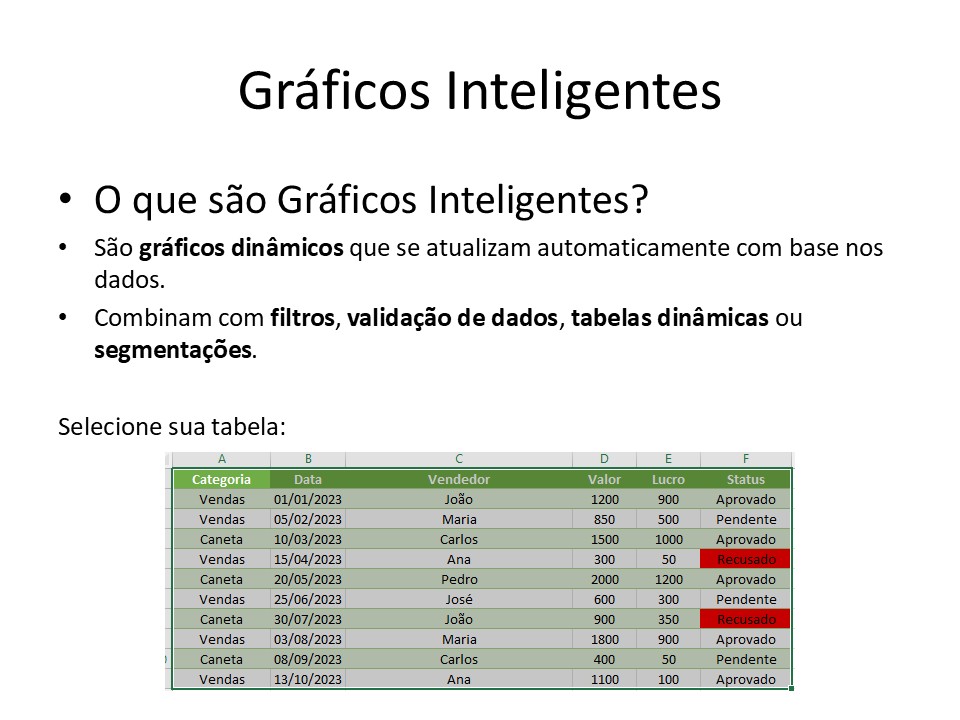 Gráficos Inteligentes
• O que são Gráficos Inteligentes?
• São gráficos dinâmicos que se atualizam automaticamente com base nos
dados.
• Combinam com filtros, validação de dados, tabelas dinâmicas ou
segmentações.
Selecione sua tabela:
A B C D E F
Categoria Data Vendedor Valor Lucro Status
Vendas 01/01/2023 João 1200 900 Aprovado
Vendas 05/02/2023 Maria 850 500 Pendente
Caneta 10/03/2023 Carlos 1500 1000 Aprovado
Vendas 15/04/2023 Ana 300 50 Recusado
Caneta 20/05/2023 Pedro 2000 1200 Aprovado
Vendas 25/06/2023 José 600 300 Pendente
Caneta 30/07/2023 João 900 350 Recusado
Vendas 03/08/2023 Maria 1800 900 Aprovado
Caneta 08/09/2023 Carlos 400 50 Pendente
Vendas 13/10/2023 Ana 1100 100 Aprovado